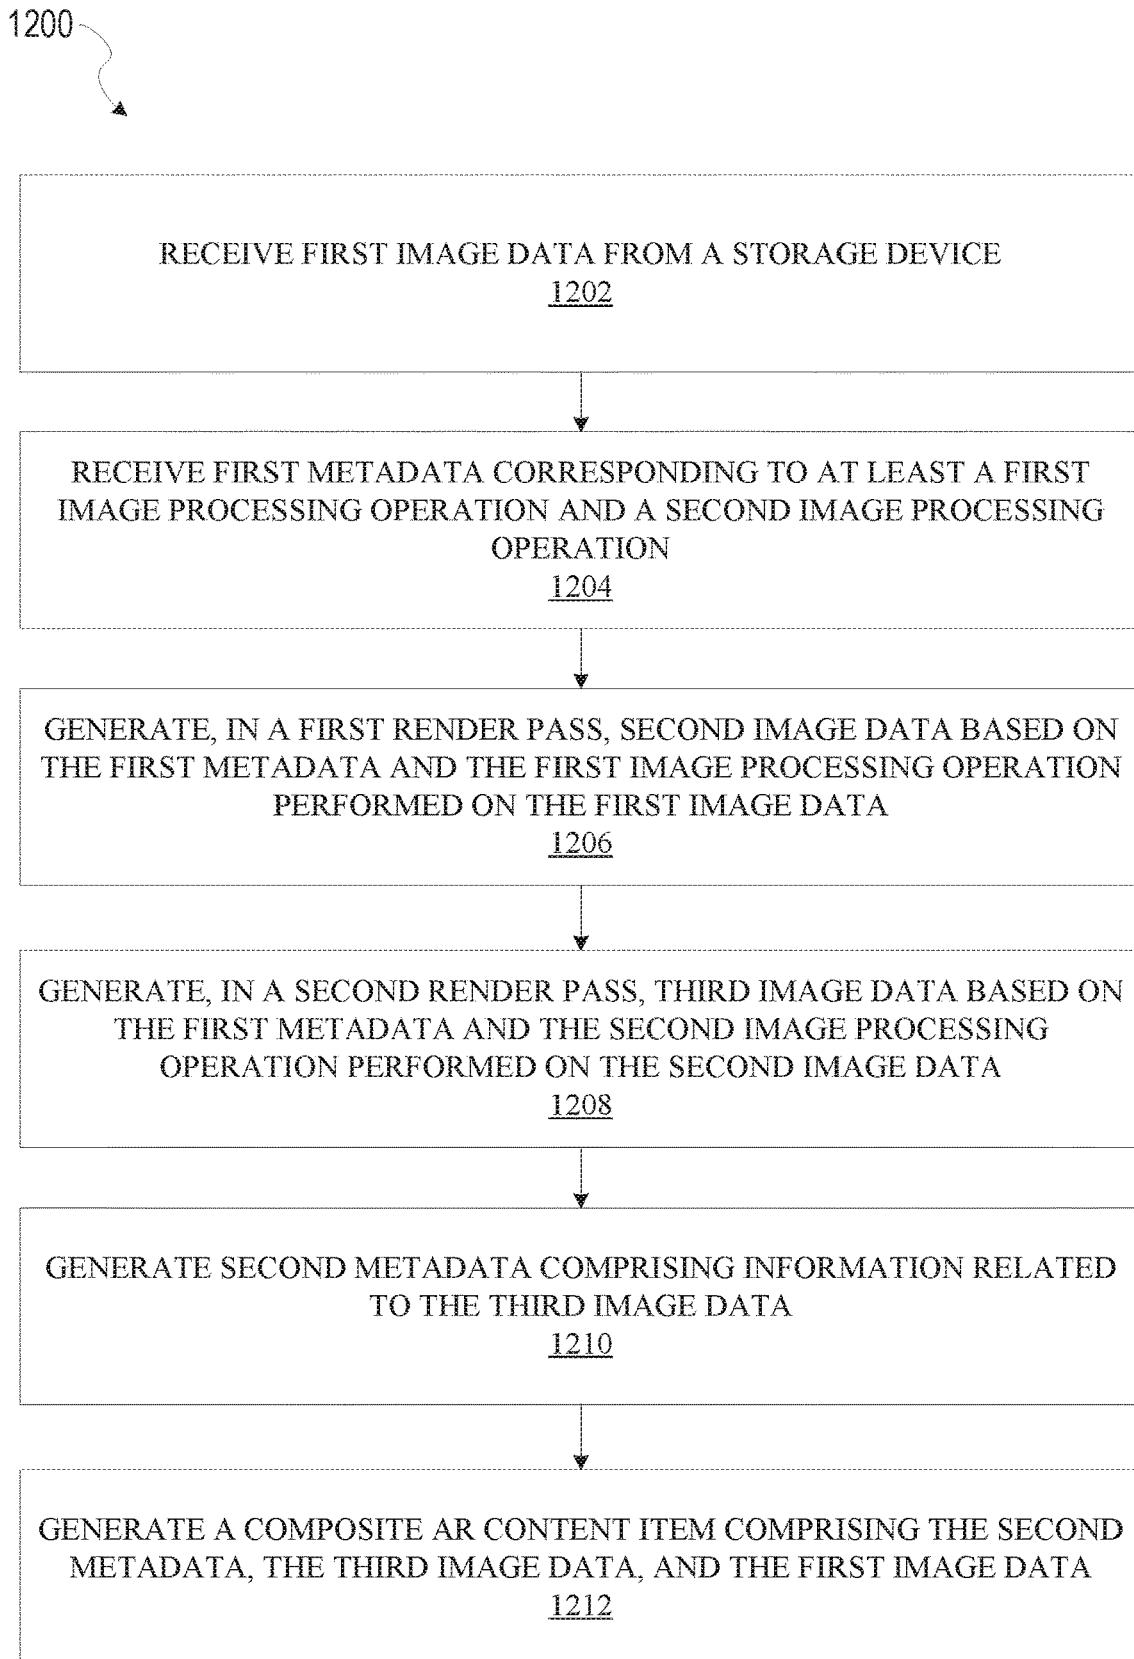 1200
RECEIVE FIRST IMAGE DATA FROM A STORAGE DEVICE
1202
RECEIVE FIRST METADATA CORRESPONDING TO AT LEAST A FIRST
IMAGE PROCESSING OPERATION AND A SECOND IMAGE PROCESSING
OPERATION
1204
GENERATE, IN A FIRST RENDER PASS, SECOND IMAGE DATA BASED ON
THE FIRST METADATA AND THE FIRST IMAGE PROCESSING OPERATION
PERFORMED ON THE FIRST IMAGE DATA
1206
GENERATE, IN A SECOND RENDER PASS, THIRD IMAGE DATA BASED ON
THE FIRST METADATA AND THE SECOND IMAGE PROCESSING
OPERATION PERFORMED ON THE SECOND IMAGE DATA
1208
GENERATE SECOND METADATA COMPRISING INFORMATION RELATED
TO THE THIRD IMAGE DATA
1210
GENERATE A COMPOSITE AR CONTENT ITEM COMPRISING THE SECOND
METADATA, THE THIRD IMAGE DATA, AND THE FIRST IMAGE DATA
1212